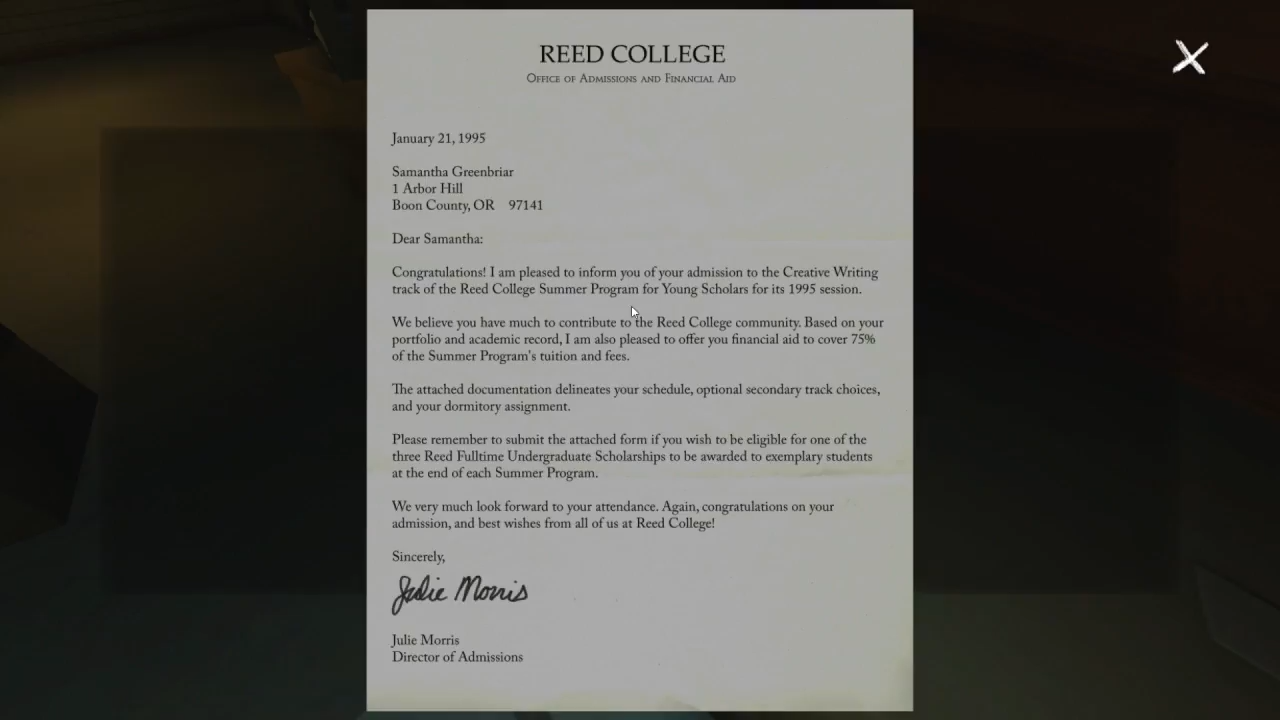 REED COLLEGE
Office of Admissions and Financial Aid
January 21, 1995
Samantha Greenbriar
1 Arbor Hill
Boon County, OR 97141
Dear Samantha:
Congratulations! I am pleased to inform you of your admission to the Creative Writing
track of the Reed College Summer Program for Young Scholars for its 1995 session.
We believe you have much to contribute to the Reed College community. Based on your
portfolio and academic record, I am also pleased to offer you financial aid to cover 75%
of the Summer Program's tuition and fees.
The attached documentation delineates your schedule, optional secondary track choices,
and your dormitory assignment.
Please remember to submit the attached form if you wish to be eligible for one of the
three Reed Fulltime Undergraduate Scholarships to be awarded to exemplary students
at the end of each Summer Program.
We very much look forward to your attendance. Again, congratulations on your
admission, and best wishes from all of us at Reed College!
Sincerely,
Julie Morris
Julie Morris
Director of Admissions